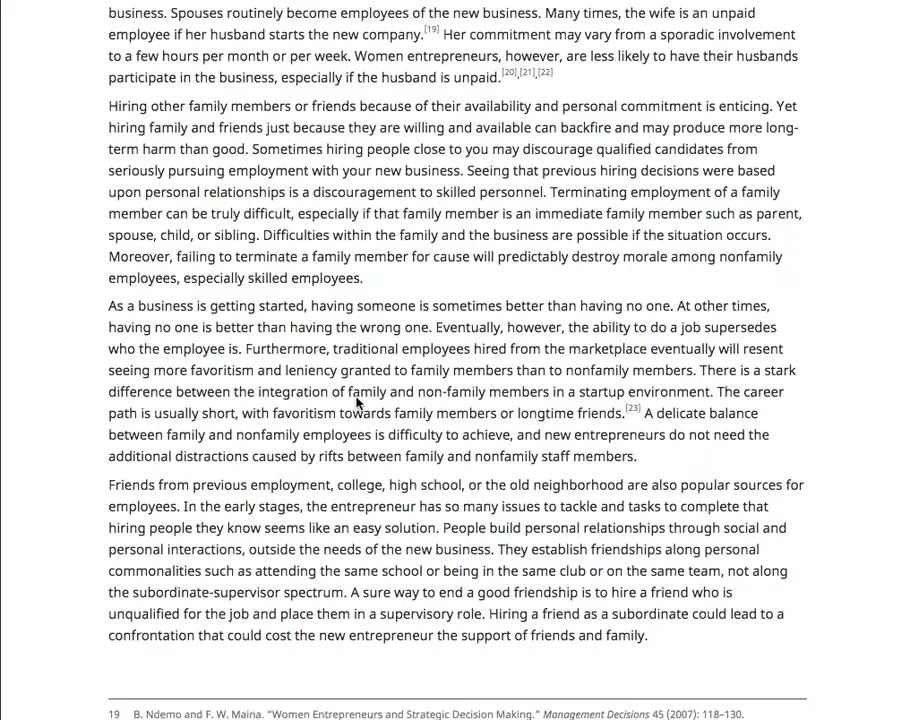 business. Spouses routinely become employees of the new business. Many times, the wife is an unpaid
employee if her husband starts the new company.[19] Her commitment may vary from a sporadic involvement
to a few hours per month or per week. Women entrepreneurs, however, are less likely to have their husbands
participate in the business, especially if the husband is unpaid.[20],[21],[22]
Hiring other family members or friends because of their availability and personal commitment is enticing. Yet
hiring family and friends just because they are willing and available can backfire and may produce more long-
term harm than good. Sometimes hiring people close to you may discourage qualified candidates from
seriously pursuing employment with your new business. Seeing that previous hiring decisions were based
upon personal relationships is a discouragement to skilled personnel. Terminating employment of a family
member can be truly difficult, especially if that family member is an immediate family member such as parent,
spouse, child, or sibling. Difficulties within the family and the business are possible if the situation occurs.
Moreover, failing to terminate a family member for cause will predictably destroy morale among nonfamily
employees, especially skilled employees.
As a business is getting started, having someone is sometimes better than having no one. At other times,
having no one is better than having the wrong one. Eventually, however, the ability to do a job supersedes
who the employee is. Furthermore, traditional employees hired from the marketplace eventually will resent
seeing more favoritism and leniency granted to family members than to nonfamily members. There is a stark
difference between the integration of family and non-family members in a startup environment. The career
path is usually short, with favoritism towards family members or longtime friends.[23] A delicate balance
between family and nonfamily employees is difficulty to achieve, and new entrepreneurs do not need the
additional distractions caused by rifts between family and nonfamily staff members.
Friends from previous employment, college, high school, or the old neighborhood are also popular sources for
employees. In the early stages, the entrepreneur has so many issues to tackle and tasks to complete that
hiring people they know seems like an easy solution. People build personal relationships through social and
personal interactions, outside the needs of the new business. They establish friendships along personal
commonalities such as attending the same school or being in the same club or on the same team, not along
the subordinate-supervisor spectrum. A sure way to end a good friendship is to hire a friend who is
unqualified for the job and place them in a supervisory role. Hiring a friend as a subordinate could lead to a
confrontation that could cost the new entrepreneur the support of friends and family.
19 B. Ndemo and F. W. Maina. “Women Entrepreneurs and Strategic Decision Making.” Management Decisions 45 (2007): 118–130.